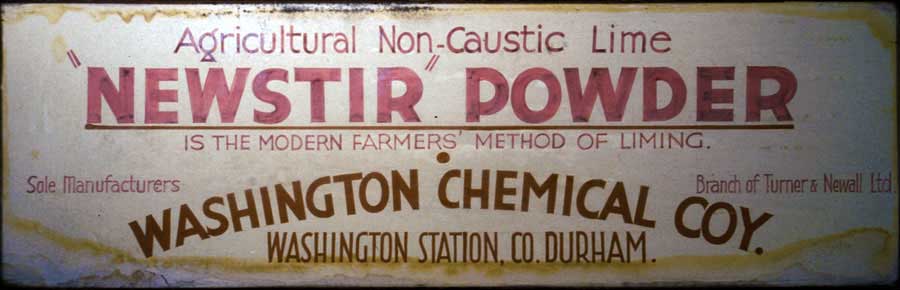 Agricultural Non-Caustic Lime
"NEWSTIR" POWDER
IS THE MODERN FARMERS' METHOD OF LIMING.
Sole Manufacturers
WASHINGTON CHEMICAL COY.
Branch of Turner & Newall Ltd.
WASHINGTON STATION, CO. DURHAM.